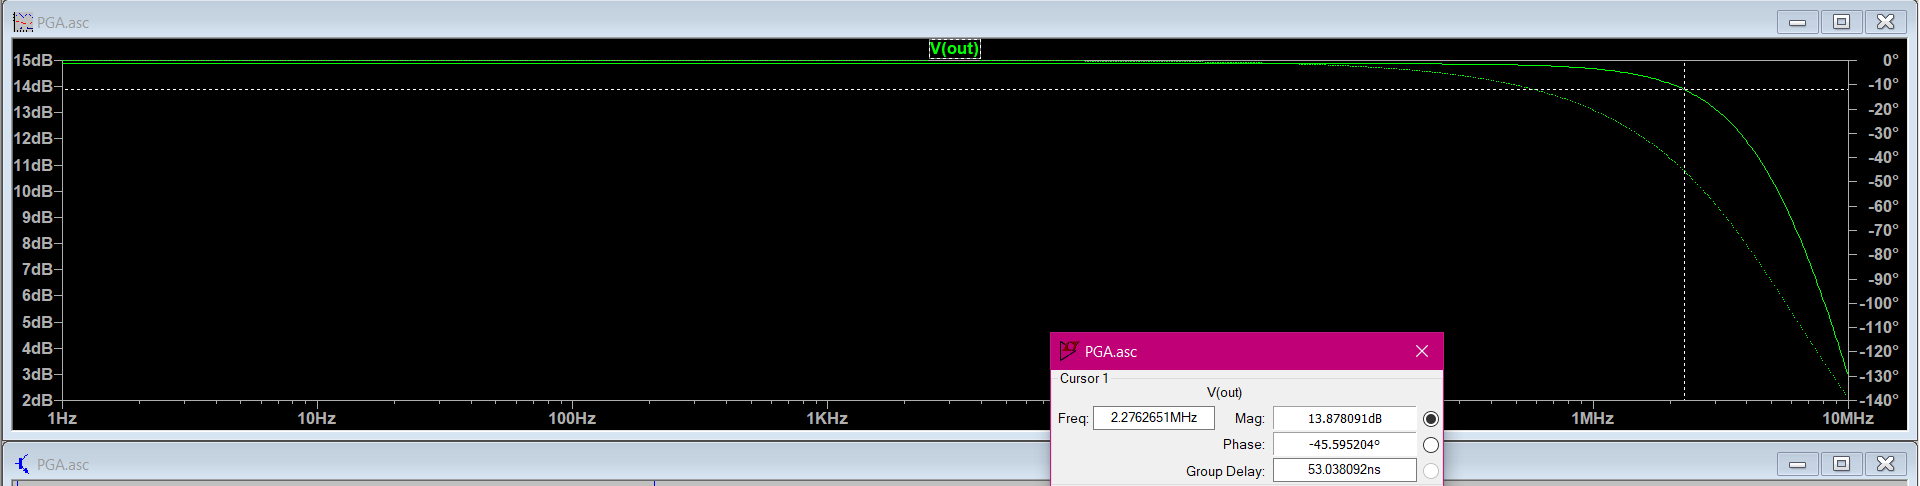 PGA.asc
V(out)
15dB 0°
14dB -10°
13dB -20°
12dB -30°
11dB -40°
10dB -50°
9dB -60°
8dB -70°
7dB -80°
6dB -90°
5dB -100°
4dB -110°
3dB -120°
2dB -130°
-140°
1Hz 10Hz 100Hz 1KHz 1MHz 10MHz
PGA.asc
Cursor 1
V(out)
Freq: 2.2762651MHz Mag: 13.878091dB
Phase: -45.595204°
Group Delay: 53.038092ns
PGA.asc